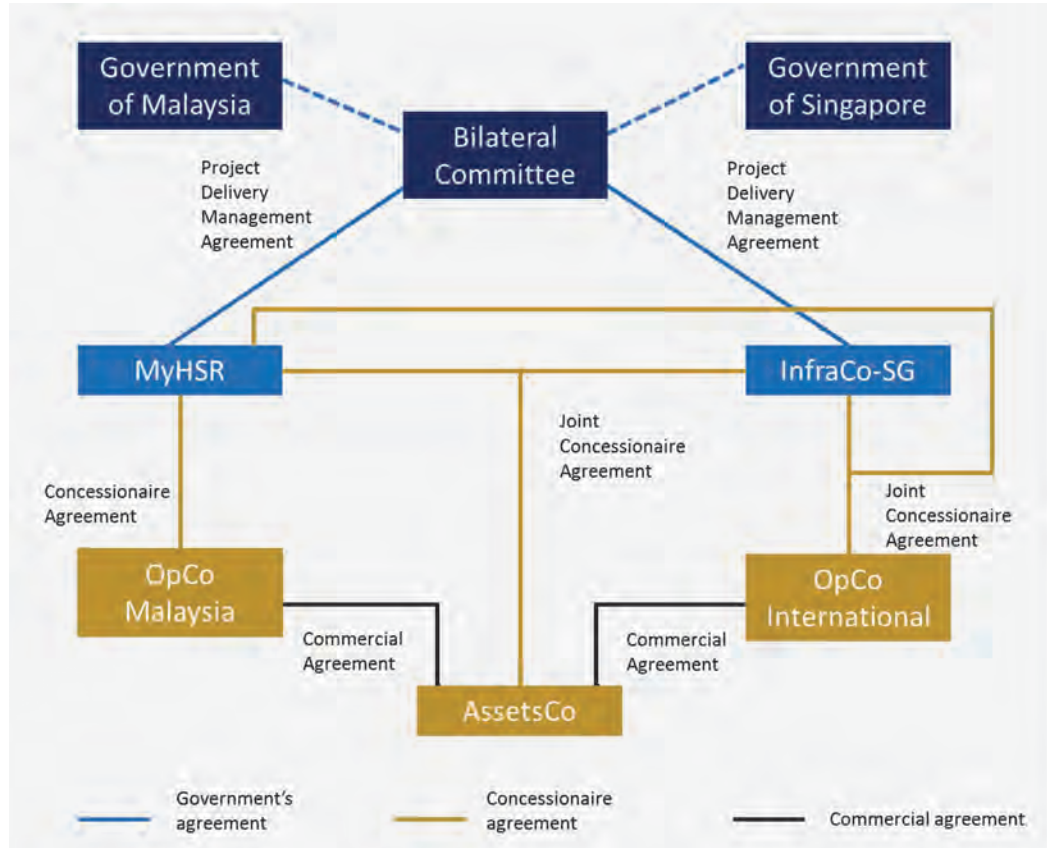 Government
of Malaysia
Government
of Singapore
Bilateral
Committee
Project
Delivery
Management
Agreement
Project
Delivery
Management
Agreement
MyHSR
InfraCo-SG
Joint
Concessionaire
Agreement
Concessionaire
Agreement
Joint
Concessionaire
Agreement
OpCo
Malaysia
OpCo
International
Commercial
Agreement
Commercial
Agreement
AssetsCo
Government's
agreement
Concessionaire
agreement
Commercial agreement